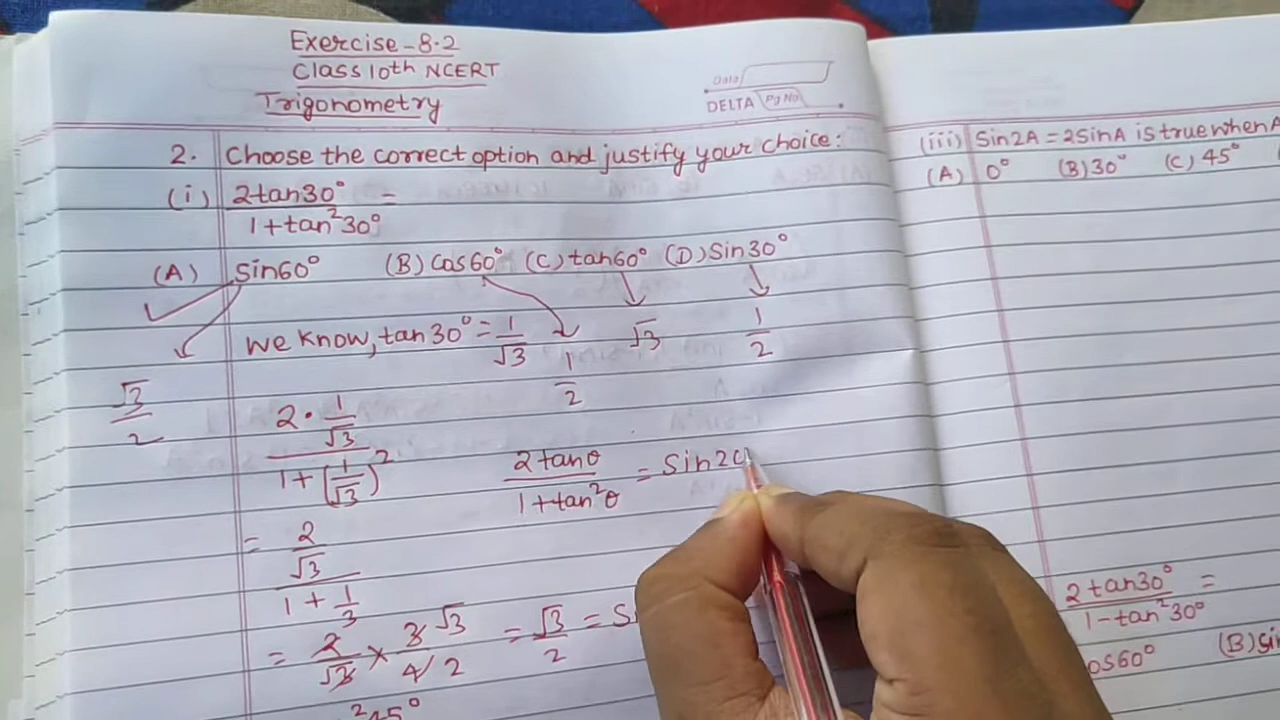 Exercise-8.2
Class 10th NCERT
Trigonometry
Date
DELTA Pg No
2. Choose the correct option and justify your choice:
(i) 2tan30° / 1+tan²30° =
(A) Sin60° (B) Cos60° (C) tan60° (D) Sin30°
we know, tan30° = 1/√3
1/2 √3 1/2
√3/2
2·1/√3 / 1+(1/√3)²
2tanθ / 1+tan²θ = Sin2
= 2/√3 / 1+1/3
= 2/√3 × 3/4 √3 2 = √3/2 = S
²45°
(iii) Sin2A = 2SinA is true when A
(A) 0° (B) 30° (C) 45°
2tan30° / 1-tan²30° =
os60° (B) Si